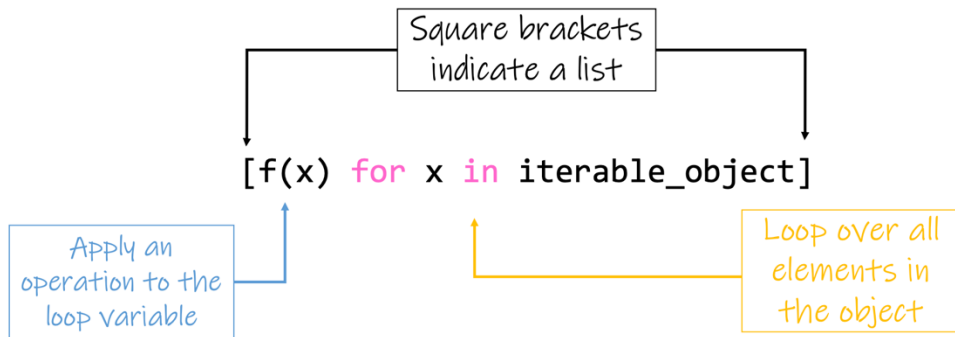 Square brackets
indicate a list
[f(x) for x in iterable_object]
Apply an
operation to the
loop variable
Loop over all
elements in
the object